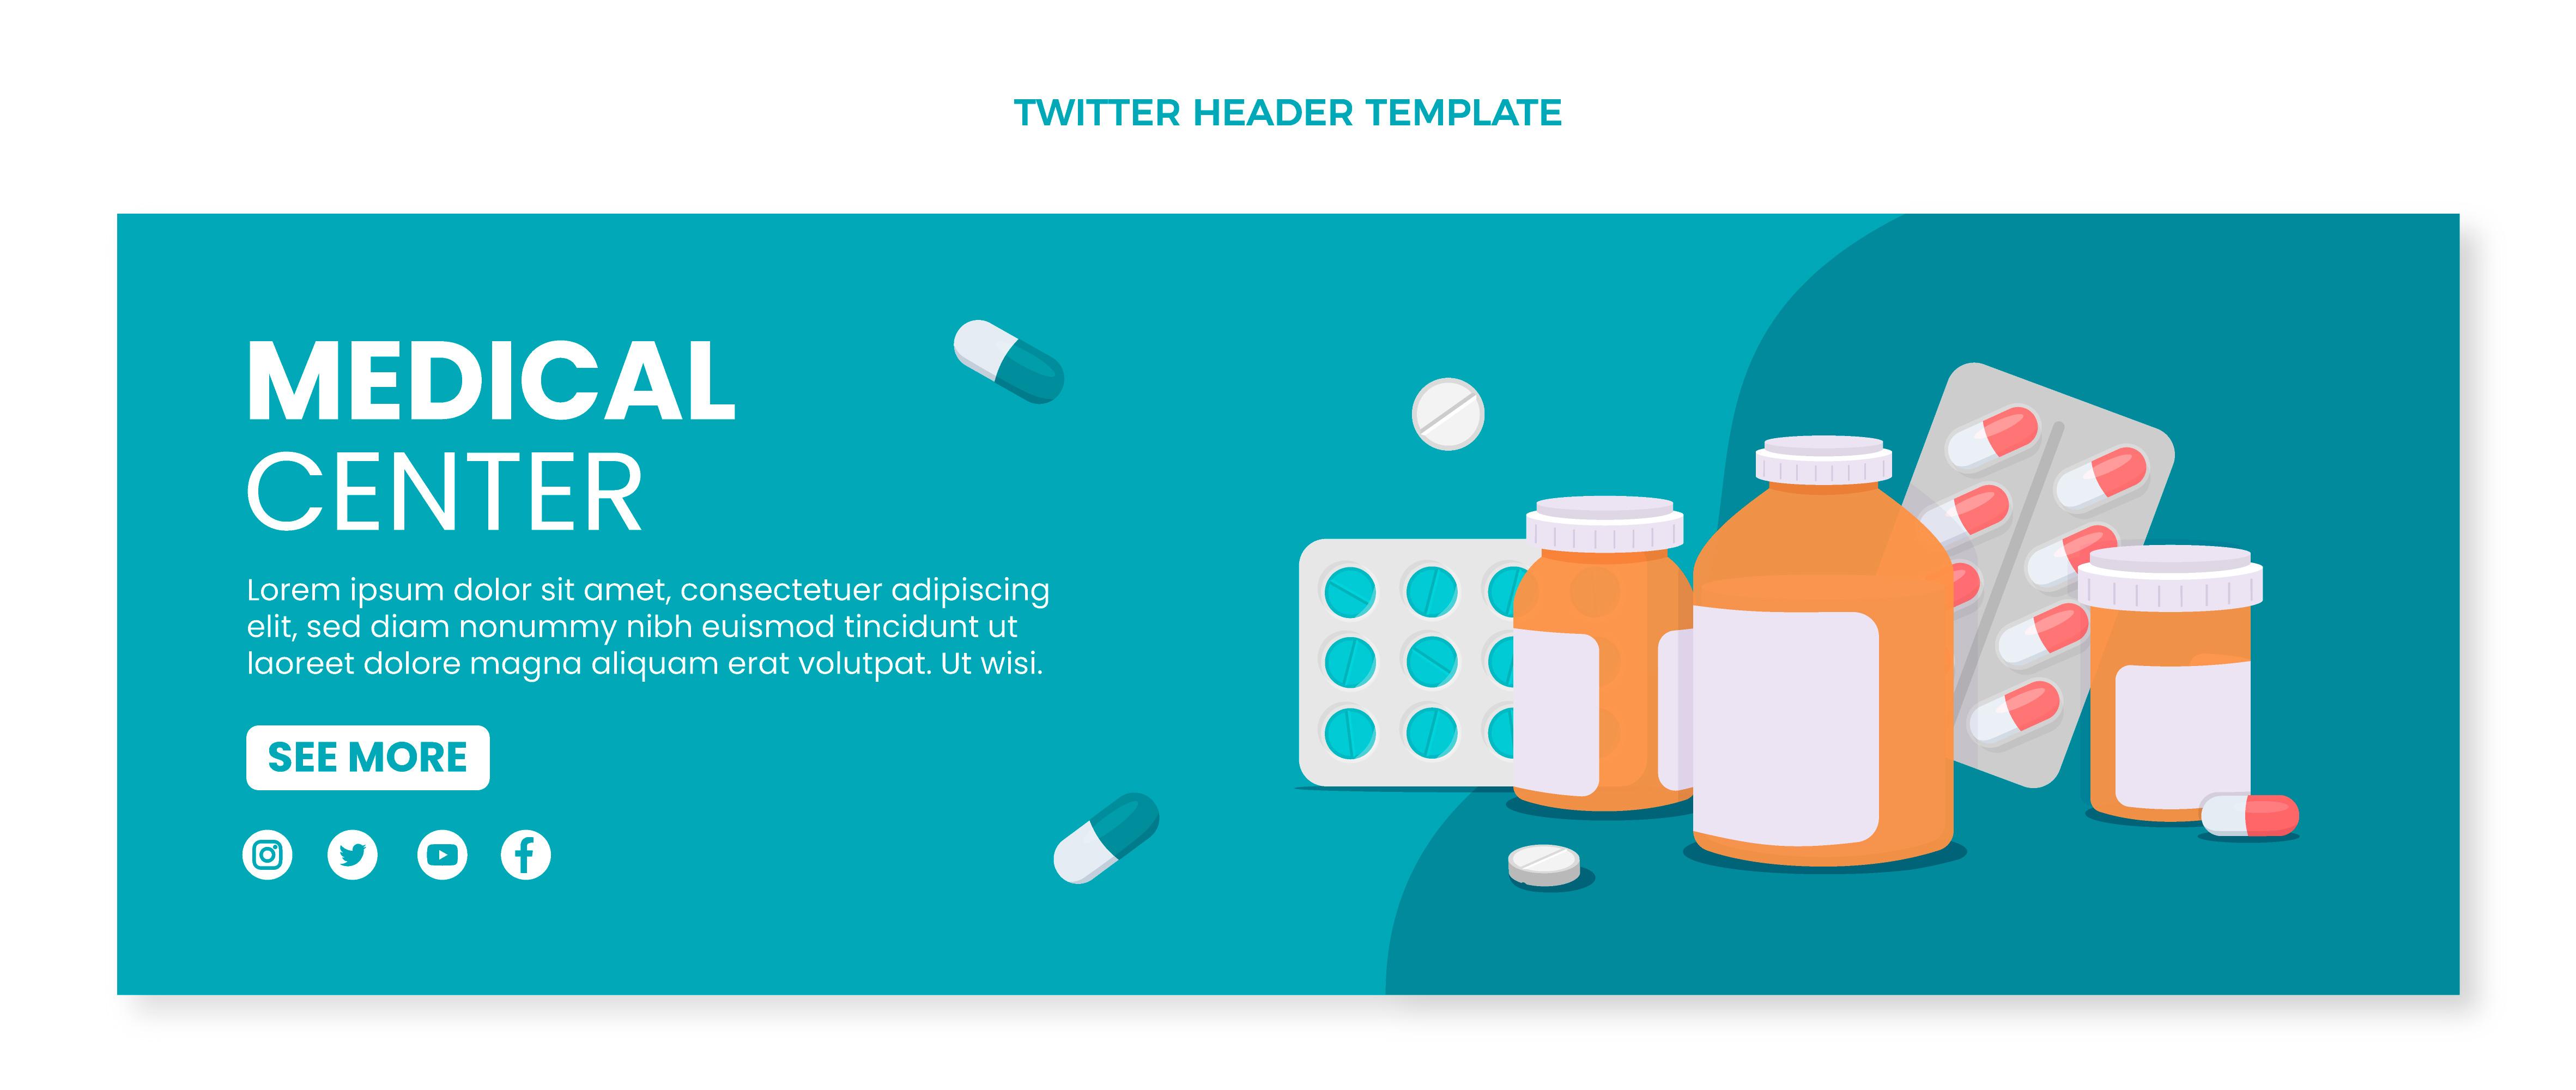 TWITTER HEADER TEMPLATE
MEDICAL
CENTER
Lorem ipsum dolor sit amet, consectetuer adipiscing
elit, sed diam nonummy nibh euismod tincidunt ut
laoreet dolore magna aliquam erat volutpat. Ut wisi.
SEE MORE